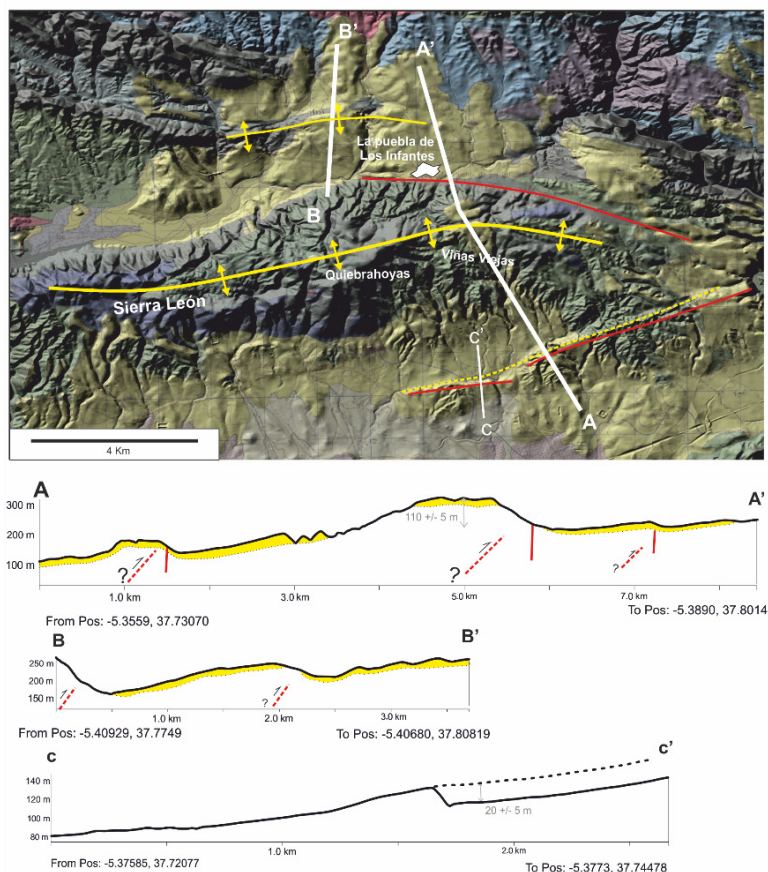 B'
A'
La puebla de
Los Infantes
B
Viñas Viejas
Quiebrahoyas
Sierra León
C'
C
A
4 Km
A
A'
300 m
200 m
100 m
110 +/- 5 m
?
?
?
1.0 km
3.0 km
5.0 km
7.0 km
From Pos: -5.3559, 37.73070
To Pos: -5.3890, 37.8014
B
B'
250 m
200 m
150 m
?
1.0 km
2.0 km
3.0 km
From Pos: -5.40929, 37.7749
To Pos: -5.40680, 37.80819
c
c'
140 m
120 m
100 m
80 m
20 +/- 5 m
1.0 km
2.0 km
From Pos: -5.37585, 37.72077
To Pos: -5.3773, 37.74478